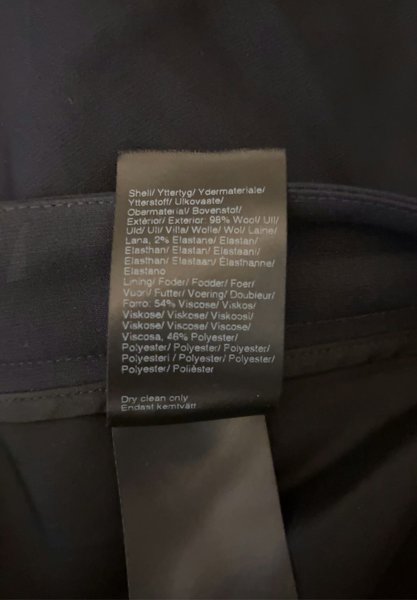 Shell/ Yttertyg/ Ydermateriale/
Ytterstoff/ Ulkovaate/
Obermaterial/ Bovenstof/
Extérior/ Exterior: 98% Wool/ Ull/
Uld/ Ull/ Villa/ Wolle/ Wol/ Laine/
Lana, 2% Elastane/ Elastan/
Elasthan/ Elastan/ Elastaani/
Elasthan/ Elastaan/ Élasthanne/
Elastano
Lining/ Foder/ Fodder/ Foer/
Vuori/ Futter/ Voering/ Doubleur/
Forro: 54% Viscose/ Viskos/
Viskose/ Viskose/ Viskoosi/
Viskose/ Viscose/ Viscose/
Viscosa, 46% Polyester/
Polyester/ Polyester/ Polyester/
Polyesteri/ Polyester/ Polyester/
Polyester/ Poliéster
Dry clean only
Endast kemtvätt